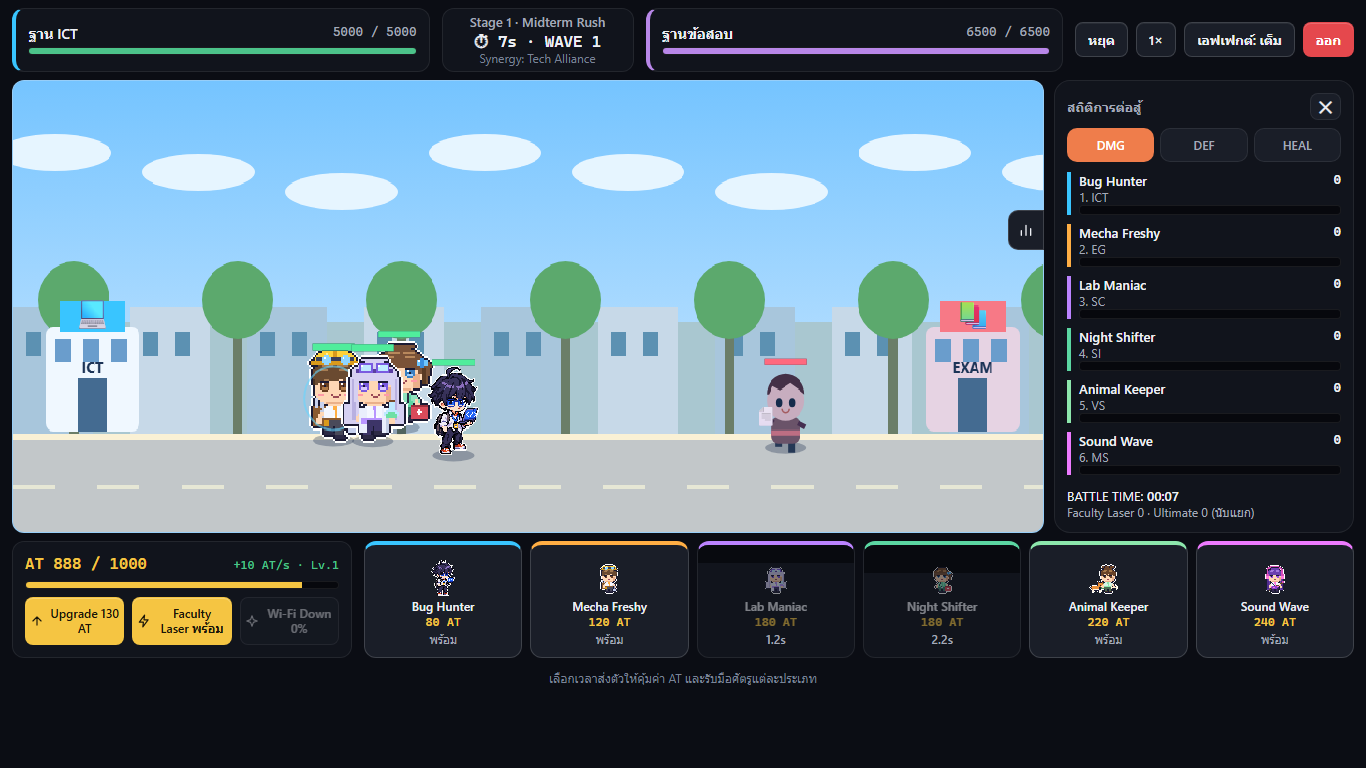 ฐาน ICT
5000 / 5000
Stage 1 · Midterm Rush
7s · WAVE 1
Synergy: Tech Alliance
ฐานข้อสอบ
6500 / 6500
หยุด
1×
เอฟเฟกต์: เต็ม
ออก
ICT
EXAM
สถิติการต่อสู้
DMG
DEF
HEAL
Bug Hunter
0
1. ICT
Mecha Freshy
0
2. EG
Lab Maniac
0
3. SC
Night Shifter
0
4. SI
Animal Keeper
0
5. VS
Sound Wave
0
6. MS
BATTLE TIME: 00:07
Faculty Laser 0 · Ultimate 0 (นับแยก)
AT 888 / 1000
+10 AT/s · Lv.1
Upgrade 130
AT
Faculty
Laser พร้อม
Wi-Fi Down
0%
Bug Hunter
80 AT
พร้อม
Mecha Freshy
120 AT
พร้อม
Lab Maniac
180 AT
1.2s
Night Shifter
180 AT
2.2s
Animal Keeper
220 AT
พร้อม
Sound Wave
240 AT
พร้อม
เลือกเวลาส่งตัวให้คุ้มค่า AT และรับมือศัตรูแต่ละประเภท